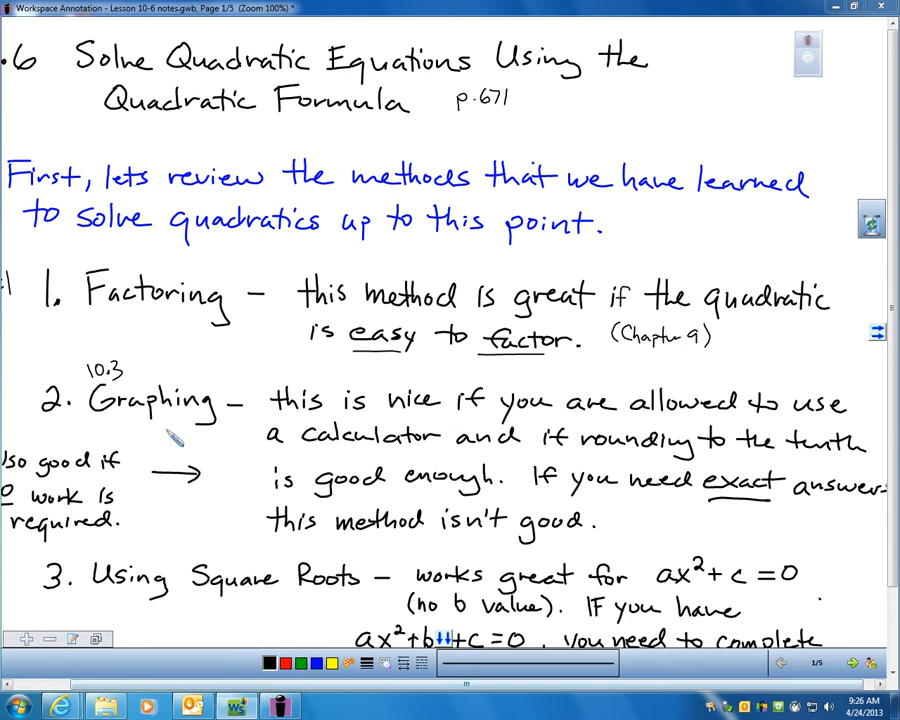 Workspace Annotation - Lesson 10-6 notes.gwb, Page 1/5 (Zoom 100%) *
.6 Solve Quadratic Equations Using the
Quadratic Formula p.671
First, lets review the methods that we have learned
to solve quadratics up to this point.
1. Factoring – this method is great if the quadratic
is easy to factor. (Chapter 9)
10.3
2. Graphing – this is nice if you are allowed to use
a calculator and if rounding to the tenth
so good if → is good enough. If you need exact answer
work is
required. this method isn't good.
3. Using Square Roots – works great for ax²+c=0
(no b value). IF you have
ax²+b +c=0, you need to complete
1/5
9:26 AM
4/24/2013